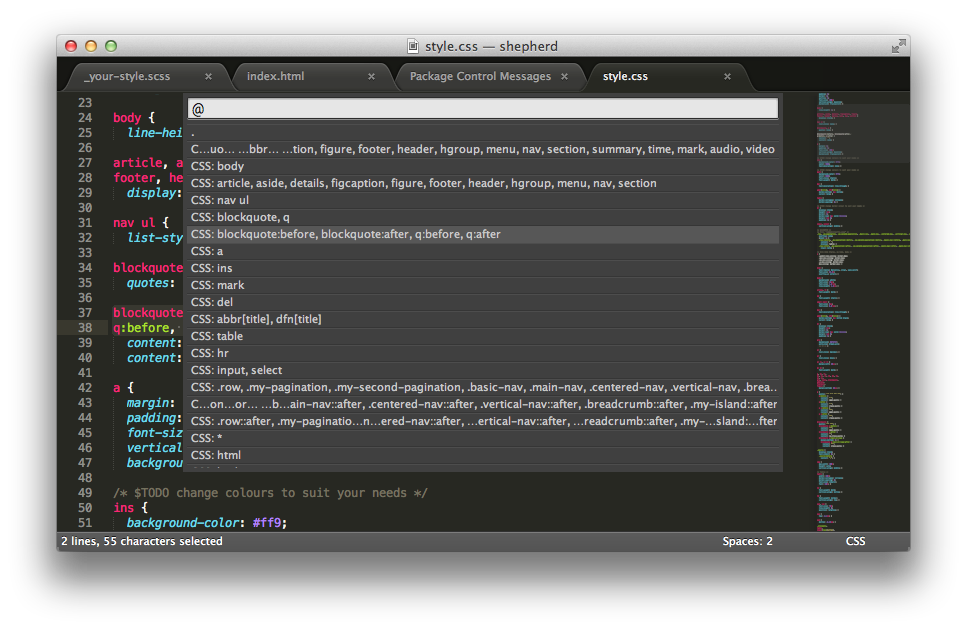 style.css — shepherd
_your-style.scss × index.html × Package Control Messages × style.css ×
@
.
C...uo... ...bbr... ...tion, figure, footer, header, hgroup, menu, nav, section, summary, time, mark, audio, video
CSS: body
CSS: article, aside, details, figcaption, figure, footer, header, hgroup, menu, nav, section
CSS: nav ul
CSS: blockquote, q
CSS: blockquote:before, blockquote:after, q:before, q:after
CSS: a
CSS: ins
CSS: mark
CSS: del
CSS: abbr[title], dfn[title]
CSS: table
CSS: hr
CSS: input, select
CSS: .row, .my-pagination, .my-second-pagination, .basic-nav, .main-nav, .centered-nav, .vertical-nav, .brea...
C...on...or... ...b...ain-nav::after, .centered-nav::after, .vertical-nav::after, .breadcrumb::after, .my-island::after
CSS: .row::after, .my-paginatio...n...ered-nav::after, ...ertical-nav::after, ...readcrumb::after, .my-...sland:...fter
CSS: *
CSS: html
23
24 body {
25 line-hei
26
27 article, a
28 footer, he
29 display:
30
31 nav ul {
32 list-sty
33
34 blockquote
35 quotes:
36
37 blockquote
38 q:before,
39 content:
40 content:
41
42 a {
43 margin:
44 padding:
45 font-siz
46 vertical
47 backgrou
48
49 /* $TODO change colours to suit your needs */
50 ins {
51 background-color: #ff9;
2 lines, 55 characters selected Spaces: 2 CSS